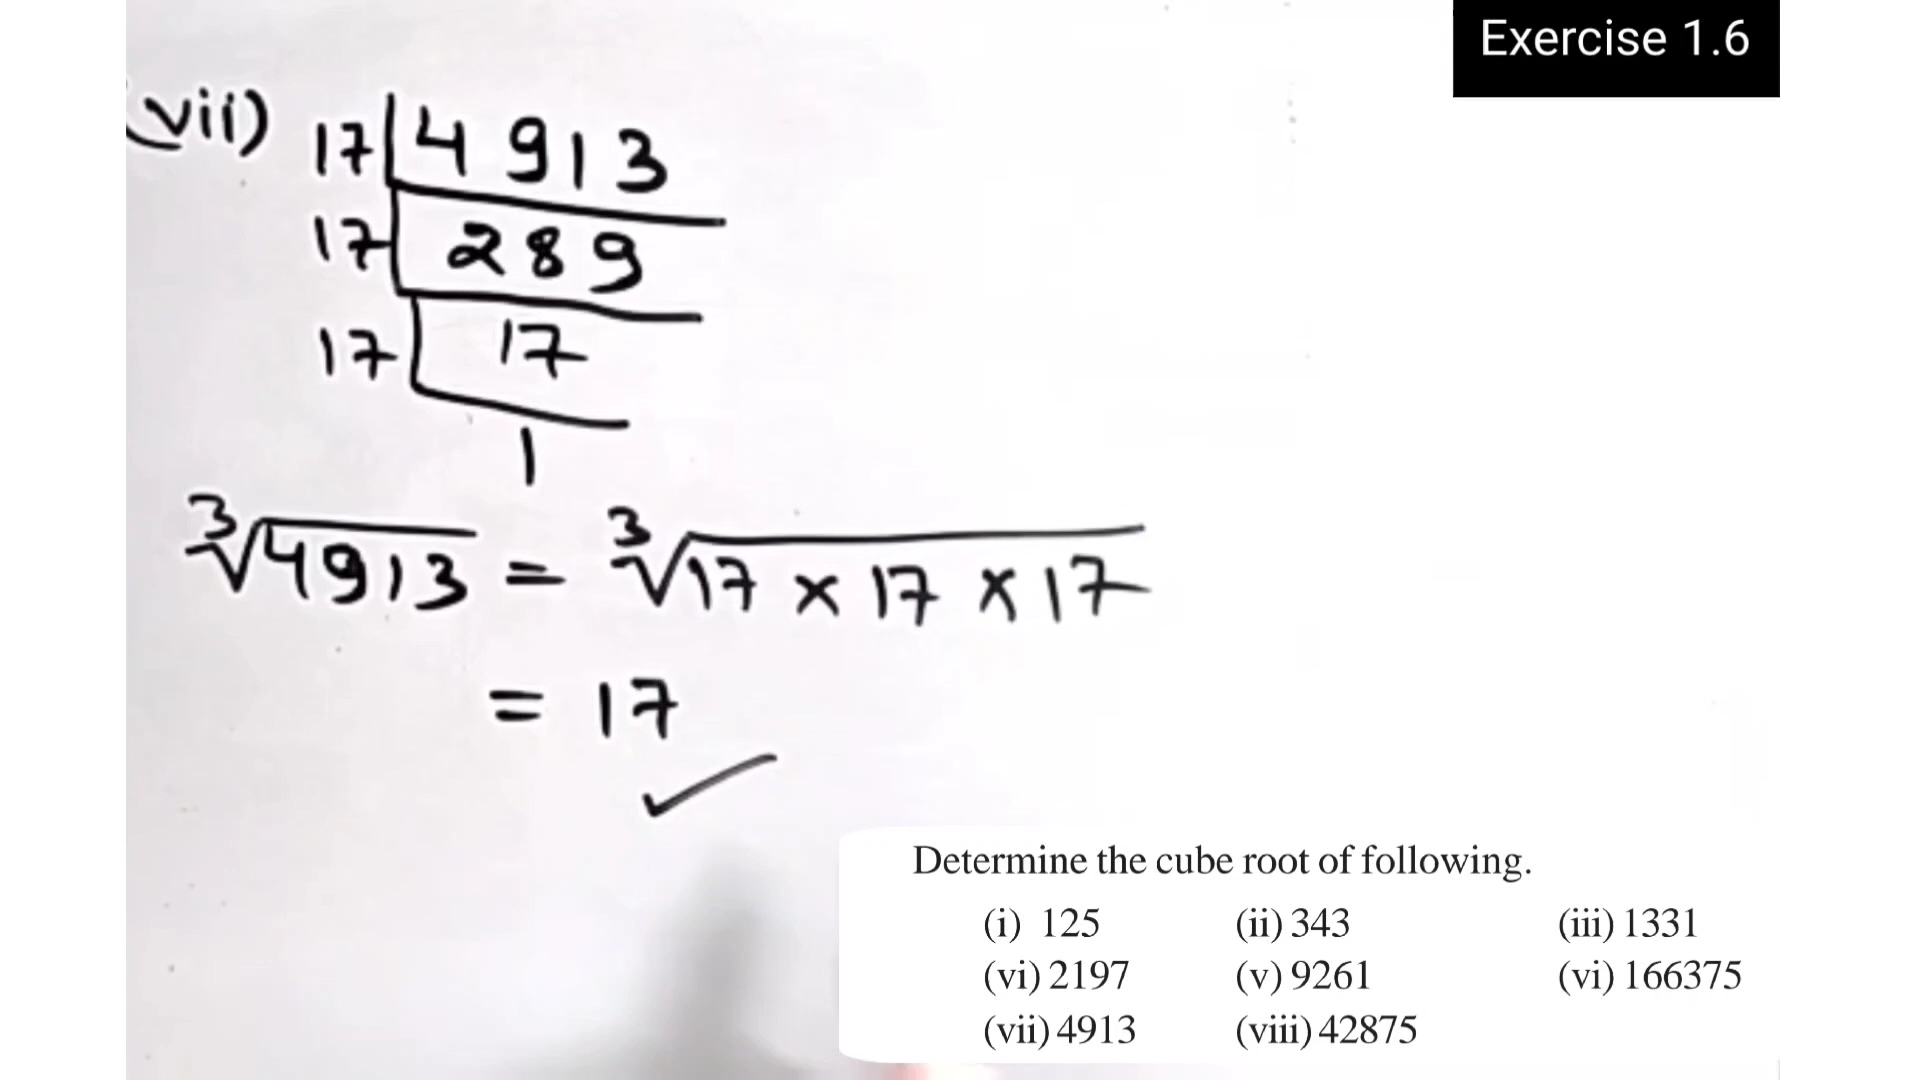 Exercise 1.6
(vii) 17 4913
17 289
17 17
1
∛4913 = ∛17 × 17 × 17
= 17
Determine the cube root of following.
(i) 125 (ii) 343 (iii) 1331
(vi) 2197 (v) 9261 (vi) 166375
(vii) 4913 (viii) 42875